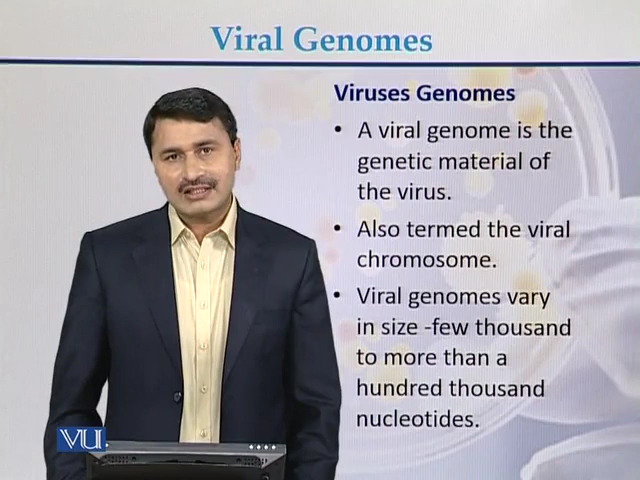 Viral Genomes
Viruses Genomes
• A viral genome is the
genetic material of
the virus.
• Also termed the viral
chromosome.
• Viral genomes vary
in size -few thousand
to more than a
hundred thousand
nucleotides.
VU.